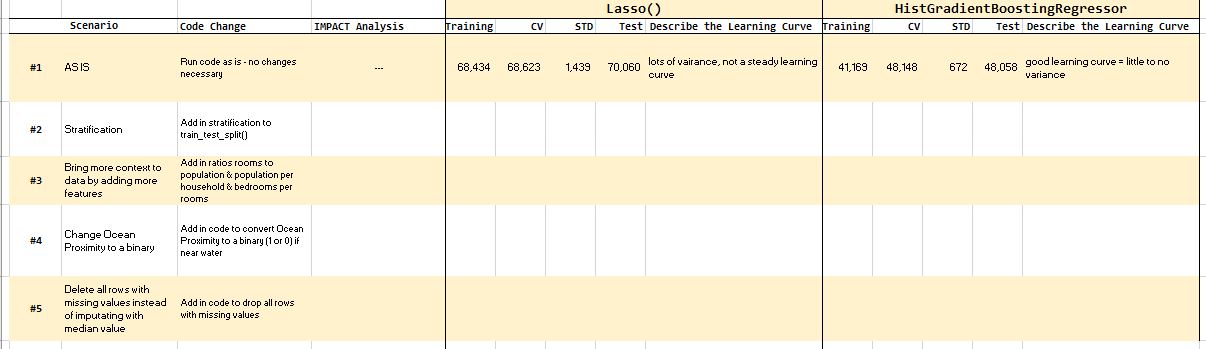 Lasso() HistGradientBoostingRegressor
Scenario Code Change IMPACT Analysis Training CV STD Test Describe the Learning Curve Training CV STD Test Describe the Learning Curve
#1 AS IS Run code as is - no changes necessary --- 68,434 68,623 1,439 70,060 lots of vairance, not a steady learning curve 41,169 48,148 672 48,058 good learning curve = little to no variance
#2 Stratification Add in stratification to train_test_split()
#3 Bring more context to data by adding more features Add in ratios rooms to population & population per household & bedrooms per rooms
#4 Change Ocean Proximity to a binary Add in code to convert Ocean Proximity to a binary (1 or 0) if near water
#5 Delete all rows with missing values instead of imputating with median value Add in code to drop all rows with missing values